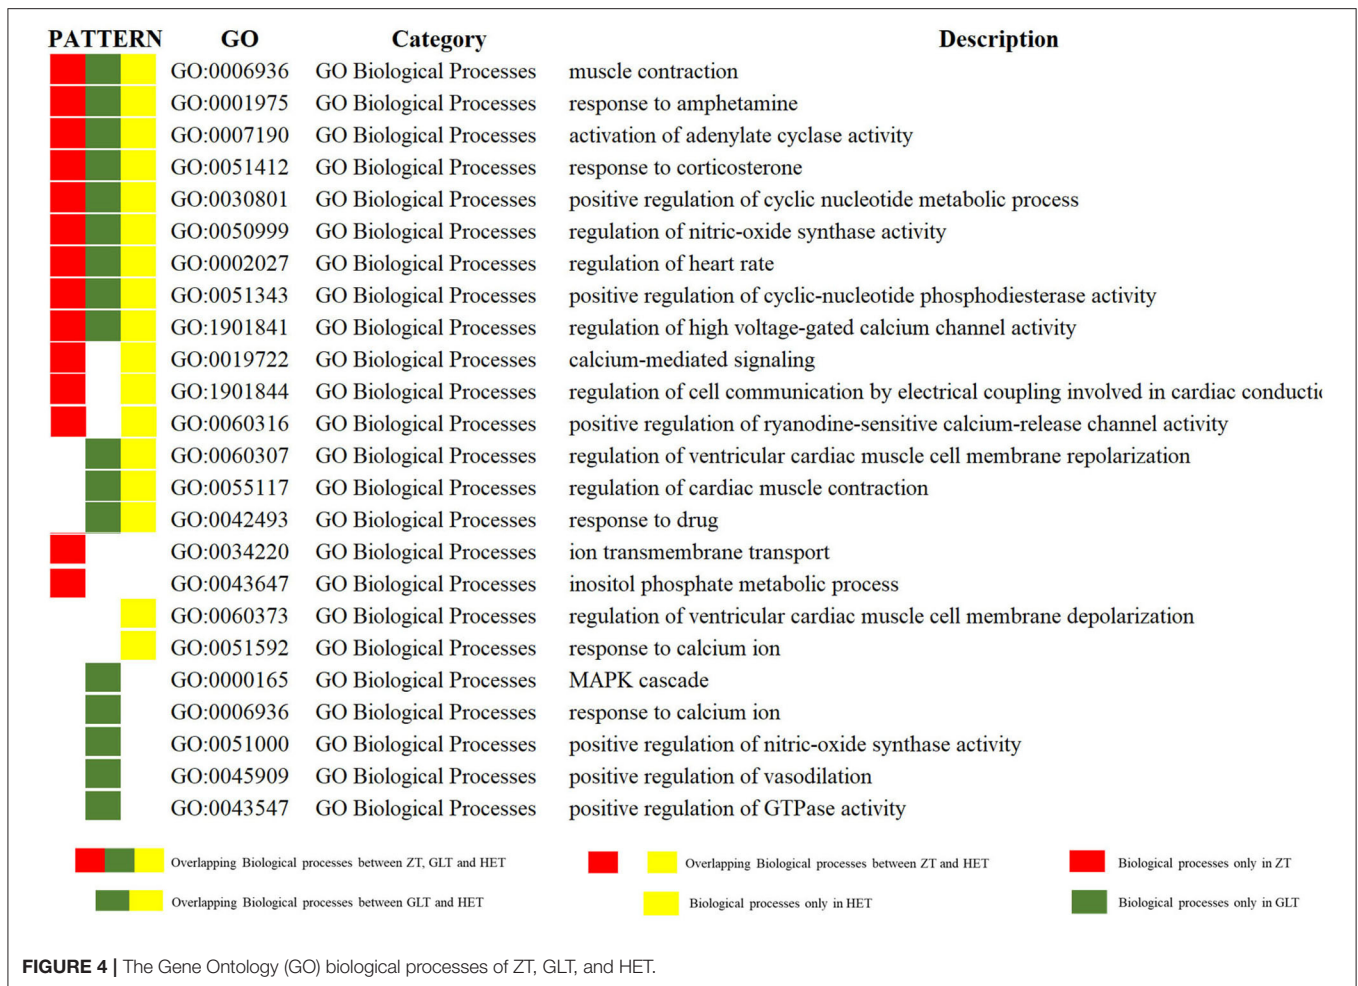 PATTERN GO Category Description
GO:0006936 GO Biological Processes muscle contraction
GO:0001975 GO Biological Processes response to amphetamine
GO:0007190 GO Biological Processes activation of adenylate cyclase activity
GO:0051412 GO Biological Processes response to corticosterone
GO:0030801 GO Biological Processes positive regulation of cyclic nucleotide metabolic process
GO:0050999 GO Biological Processes regulation of nitric-oxide synthase activity
GO:0002027 GO Biological Processes regulation of heart rate
GO:0051343 GO Biological Processes positive regulation of cyclic-nucleotide phosphodiesterase activity
GO:1901841 GO Biological Processes regulation of high voltage-gated calcium channel activity
GO:0019722 GO Biological Processes calcium-mediated signaling
GO:1901844 GO Biological Processes regulation of cell communication by electrical coupling involved in cardiac conducti
GO:0060316 GO Biological Processes positive regulation of ryanodine-sensitive calcium-release channel activity
GO:0060307 GO Biological Processes regulation of ventricular cardiac muscle cell membrane repolarization
GO:0055117 GO Biological Processes regulation of cardiac muscle contraction
GO:0042493 GO Biological Processes response to drug
GO:0034220 GO Biological Processes ion transmembrane transport
GO:0043647 GO Biological Processes inositol phosphate metabolic process
GO:0060373 GO Biological Processes regulation of ventricular cardiac muscle cell membrane depolarization
GO:0051592 GO Biological Processes response to calcium ion
GO:0000165 GO Biological Processes MAPK cascade
GO:0006936 GO Biological Processes response to calcium ion
GO:0051000 GO Biological Processes positive regulation of nitric-oxide synthase activity
GO:0045909 GO Biological Processes positive regulation of vasodilation
GO:0043547 GO Biological Processes positive regulation of GTPase activity
Overlapping Biological processes between ZT, GLT and HET Overlapping Biological processes between ZT and HET Biological processes only in ZT
Overlapping Biological processes between GLT and HET Biological processes only in HET Biological processes only in GLT
FIGURE 4 | The Gene Ontology (GO) biological processes of ZT, GLT, and HET.